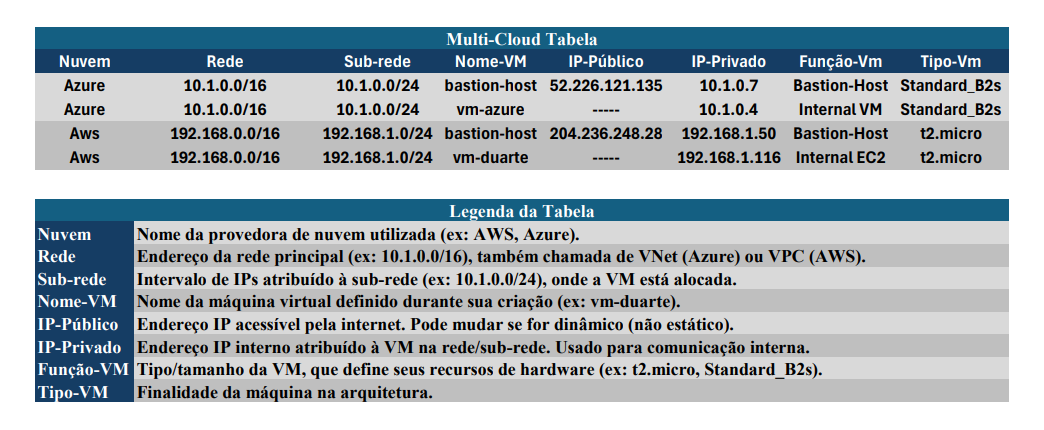 Multi-Cloud Tabela
Nuvem Rede Sub-rede Nome-VM IP-Público IP-Privado Função-Vm Tipo-Vm
Azure 10.1.0.0/16 10.1.0.0/24 bastion-host 52.226.121.135 10.1.0.7 Bastion-Host Standard_B2s
Azure 10.1.0.0/16 10.1.0.0/24 vm-azure ----- 10.1.0.4 Internal VM Standard_B2s
Aws 192.168.0.0/16 192.168.1.0/24 bastion-host 204.236.248.28 192.168.1.50 Bastion-Host t2.micro
Aws 192.168.0.0/16 192.168.1.0/24 vm-duarte ----- 192.168.1.116 Internal EC2 t2.micro
Legenda da Tabela
Nuvem Nome da provedora de nuvem utilizada (ex: AWS, Azure).
Rede Endereço da rede principal (ex: 10.1.0.0/16), também chamada de VNet (Azure) ou VPC (AWS).
Sub-rede Intervalo de IPs atribuído à sub-rede (ex: 10.1.0.0/24), onde a VM está alocada.
Nome-VM Nome da máquina virtual definido durante sua criação (ex: vm-duarte).
IP-Público Endereço IP acessível pela internet. Pode mudar se for dinâmico (não estático).
IP-Privado Endereço IP interno atribuído à VM na rede/sub-rede. Usado para comunicação interna.
Função-VM Tipo/tamanho da VM, que define seus recursos de hardware (ex: t2.micro, Standard_B2s).
Tipo-VM Finalidade da máquina na arquitetura.